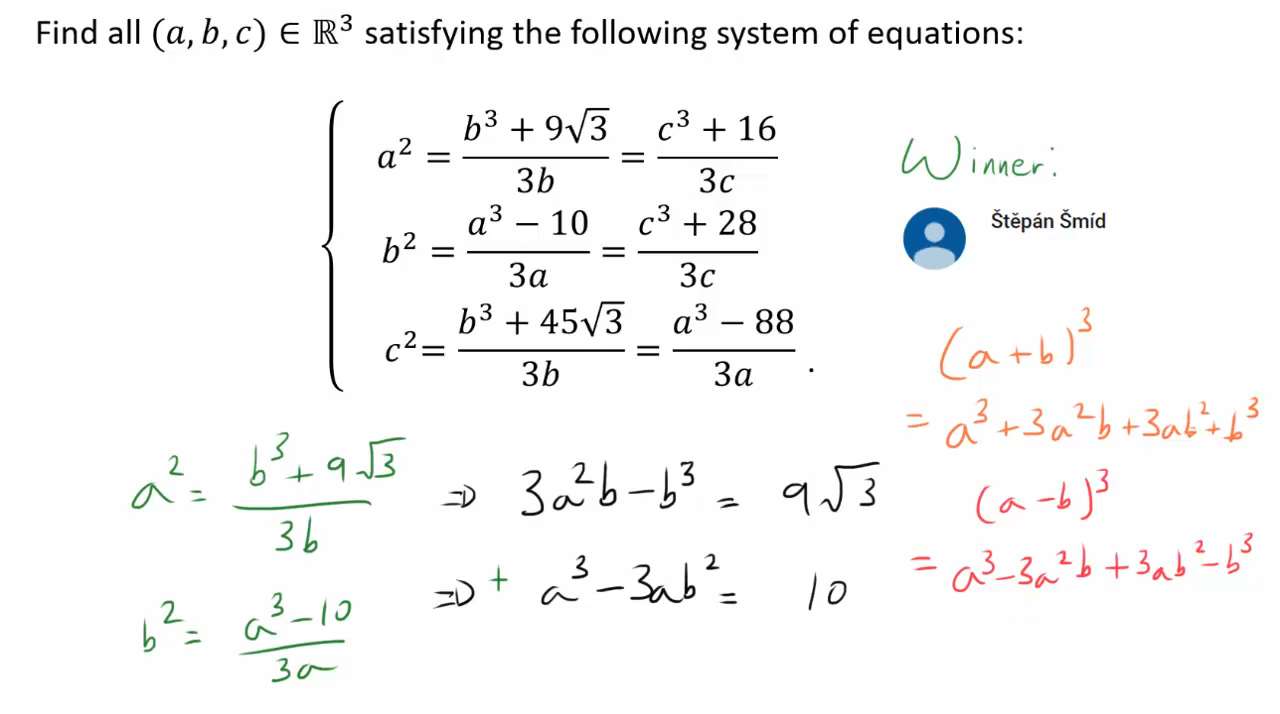 Find all (a, b, c) ∈ ℝ³ satisfying the following system of equations:
a² = (b³ + 9√3)/(3b) = (c³ + 16)/(3c)
b² = (a³ − 10)/(3a) = (c³ + 28)/(3c)
c² = (b³ + 45√3)/(3b) = (a³ − 88)/(3a) .
Winner:
Štěpán Šmíd
(a + b)³
= a³ + 3a²b + 3ab² + b³
(a − b)³
= a³ − 3a²b + 3ab² − b³
a² = (b³ + 9√3)/(3b) ⇒ 3a²b − b³ = 9√3
b² = (a³ − 10)/(3a) ⇒ + a³ − 3ab² = 10